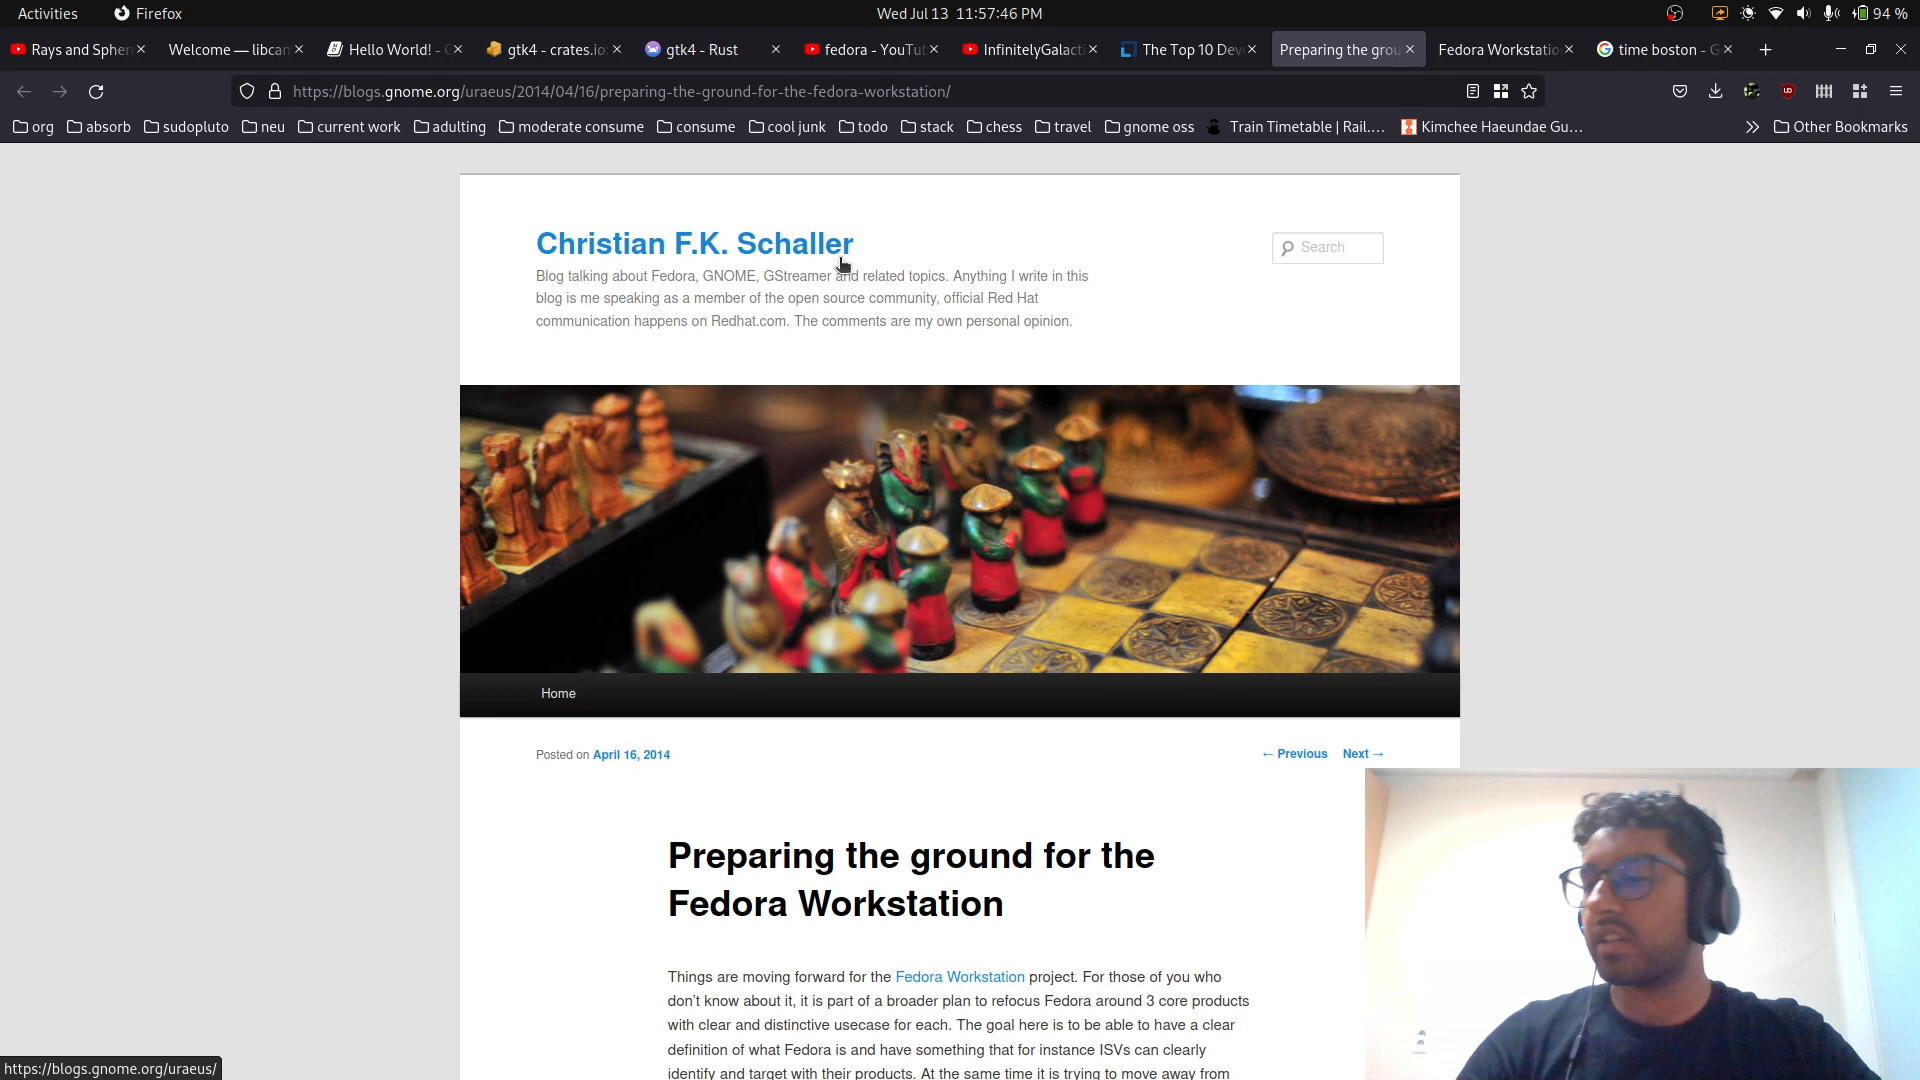 Activities
Firefox
Wed Jul 13 11:57:46 PM
94 %
Rays and Spher
Welcome — libcan
Hello World! - G
gtk4 - crates.io:
gtk4 - Rust
fedora - YouTu
InfinitelyGalacti
The Top 10 Dev
Preparing the grou
Fedora Workstatio
time boston - G
https://blogs.gnome.org/uraeus/2014/04/16/preparing-the-ground-for-the-fedora-workstation/
org
absorb
sudopluto
neu
current work
adulting
moderate consume
consume
cool junk
todo
stack
chess
travel
gnome oss
Train Timetable | Rail....
Kimchee Haeundae Gu...
Other Bookmarks
Christian F.K. Schaller
Search
Blog talking about Fedora, GNOME, GStreamer and related topics. Anything I write in this
blog is me speaking as a member of the open source community, official Red Hat
communication happens on Redhat.com. The comments are my own personal opinion.
Home
Posted on April 16, 2014
← Previous Next →
Preparing the ground for the
Fedora Workstation
Things are moving forward for the Fedora Workstation project. For those of you who
don't know about it, it is part of a broader plan to refocus Fedora around 3 core products
with clear and distinctive usecase for each. The goal here is to be able to have a clear
definition of what Fedora is and have something that for instance ISVs can clearly
identify and target with their products. At the same time it is trying to move away from
https://blogs.gnome.org/uraeus/